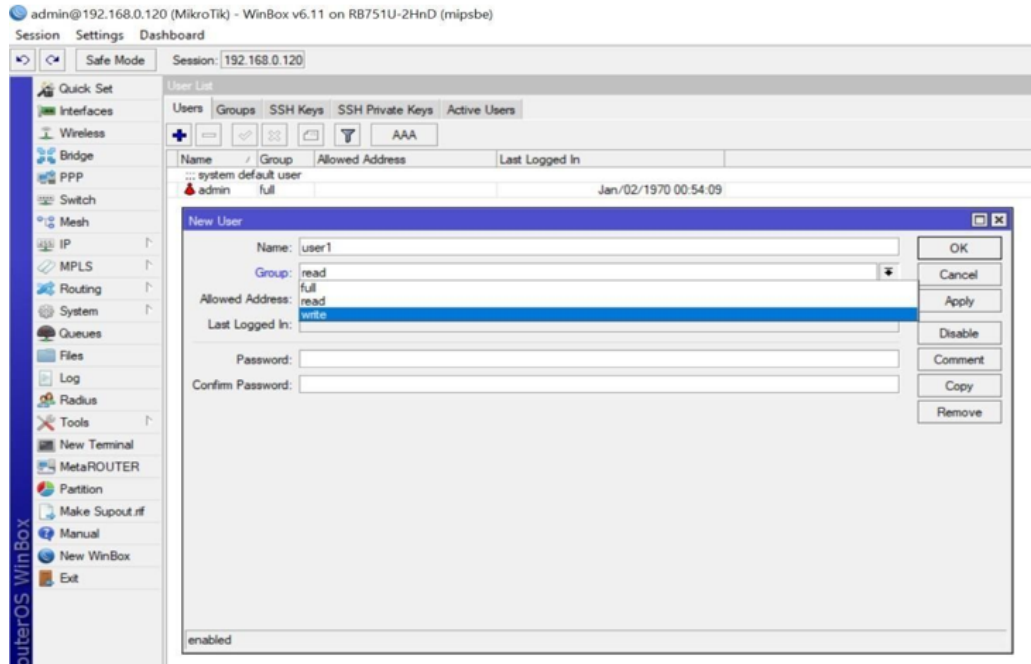 admin@192.168.0.120 (MikroTik) - WinBox v6.11 on RB751U-2HnD (mipsbe)
Session Settings Dashboard
Safe Mode Session: 192.168.0.120
Quick Set
Interfaces
Wireless
Bridge
PPP
Switch
Mesh
IP
MPLS
Routing
System
Queues
Files
Log
Radius
Tools
New Terminal
MetaROUTER
Partition
Make Supout.rif
Manual
New WinBox
Exit
uterOS WinBox
User List
Users Groups SSH Keys SSH Private Keys Active Users
AAA
Name / Group Allowed Address Last Logged In
::: system default user
admin full Jan/02/1970 00:54:09
New User
Name: user1
Group: read
full
Allowed Address: read
write
Last Logged In:
Password:
Confirm Password:
OK
Cancel
Apply
Disable
Comment
Copy
Remove
enabled